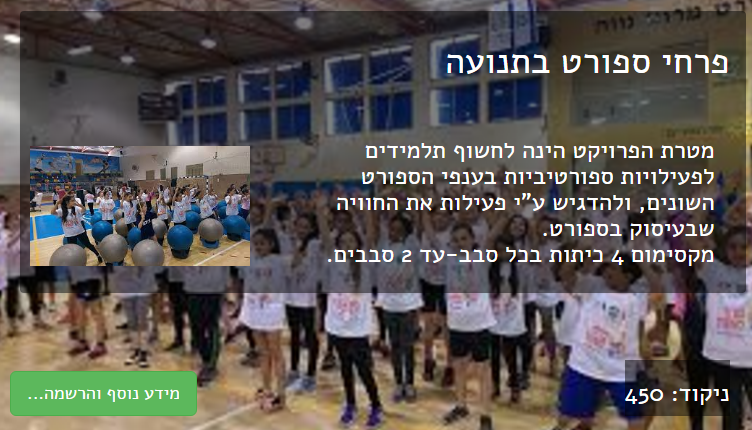 פרחי ספורט בתנועה
מטרת הפרויקט הינה לחשוף תלמידים
לפעילויות ספורטיביות בענפי הספורט
השונים, ולהדגיש ע"י פעילות את החוויה
שבעיסוק בספורט.
מקסימום 4 כיתות בכל סבב-עד 2 סבבים.
ניקוד: 450
מידע נוסף והרשמה...